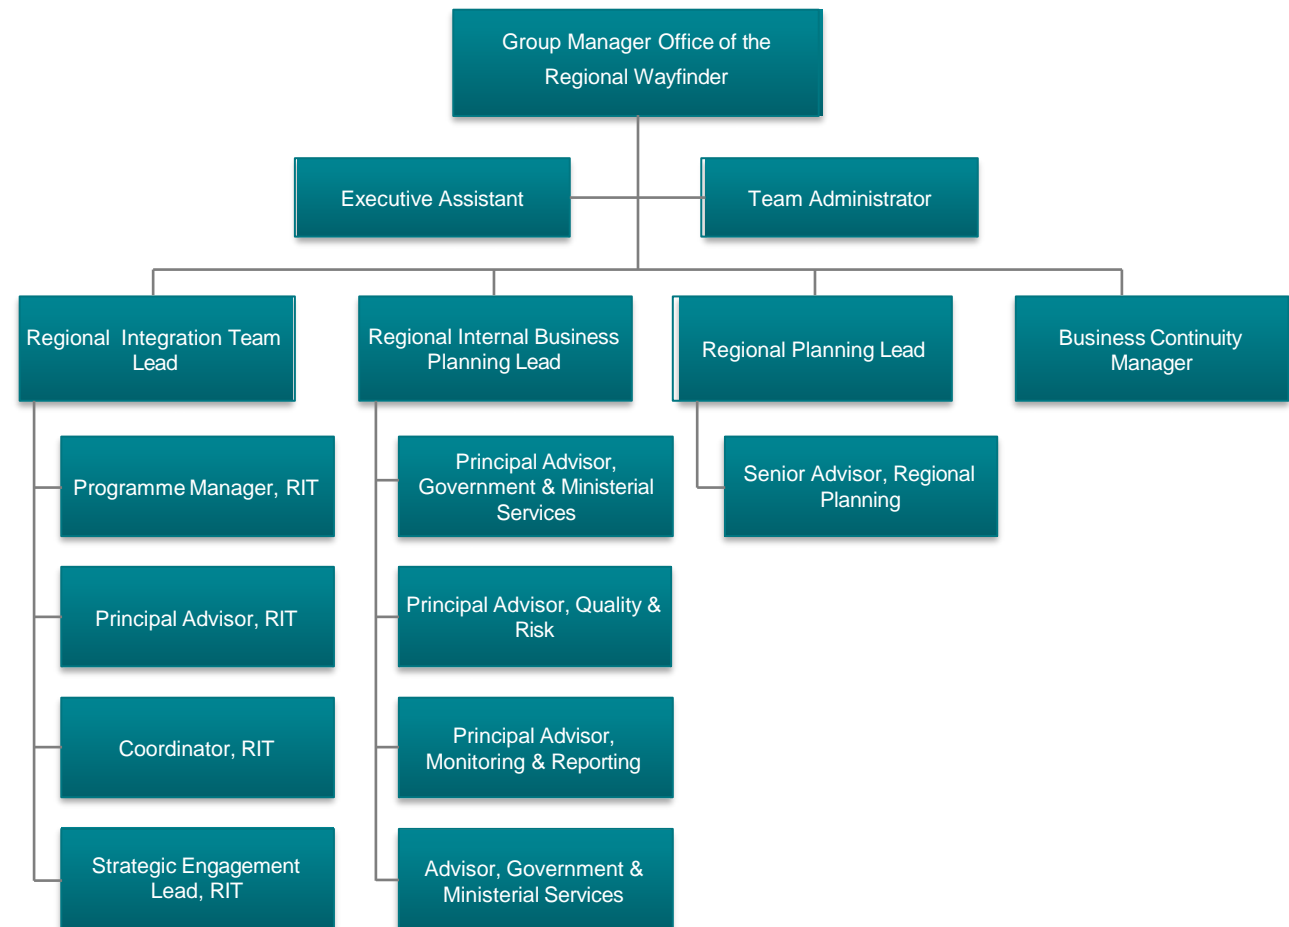 Group Manager Office of the
Regional Wayfinder
Executive Assistant
Team Administrator
Regional Integration Team
Lead
Regional Internal Business
Planning Lead
Regional Planning Lead
Business Continuity
Manager
Programme Manager, RIT
Principal Advisor,
Government & Ministerial
Services
Senior Advisor, Regional
Planning
Principal Advisor, RIT
Principal Advisor, Quality &
Risk
Coordinator, RIT
Principal Advisor,
Monitoring & Reporting
Strategic Engagement
Lead, RIT
Advisor, Government &
Ministerial Services